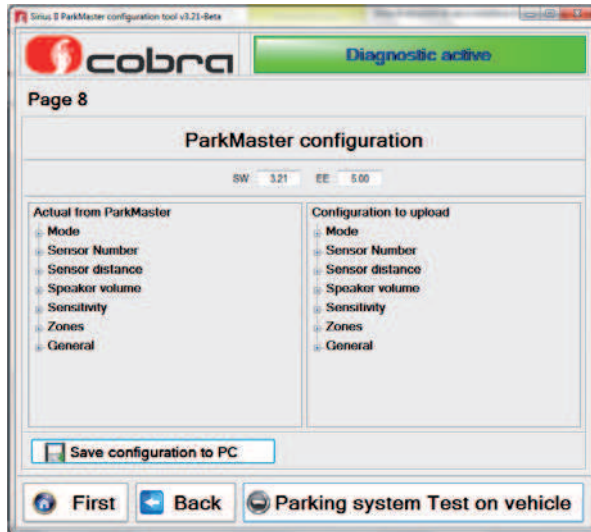 Sirius II ParkMaster configuration tool v3.21-Beta
cobra
Diagnostic active
Page 8
ParkMaster configuration
SW 3.21 EE 5.00
Actual from ParkMaster
Mode
Sensor Number
Sensor distance
Speaker volume
Sensitivity
Zones
General
Configuration to upload
Mode
Sensor Number
Sensor distance
Speaker volume
Sensitivity
Zones
General
Save configuration to PC
First
Back
Parking system Test on vehicle